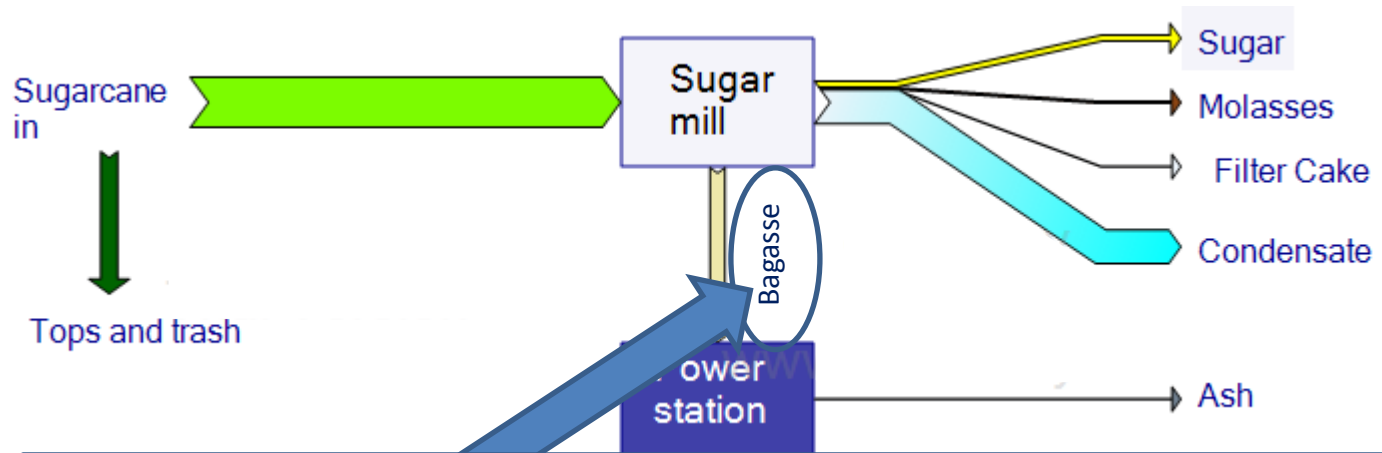 Sugarcane
in
Tops and trash
Sugar
mill
Bagasse
ower
station
Sugar
Molasses
Filter Cake
Condensate
Ash